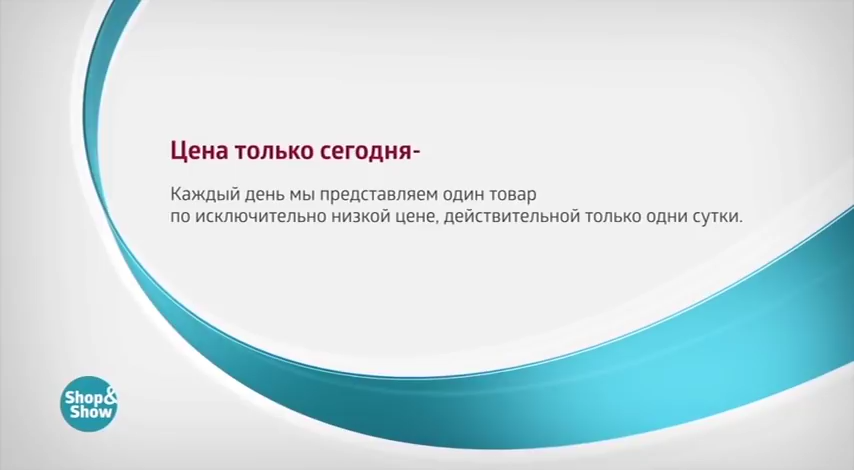 Цена только сегодня-
Каждый день мы представляем один товар
по исключительно низкой цене, действительной только одни сутки.
Shop&
Show